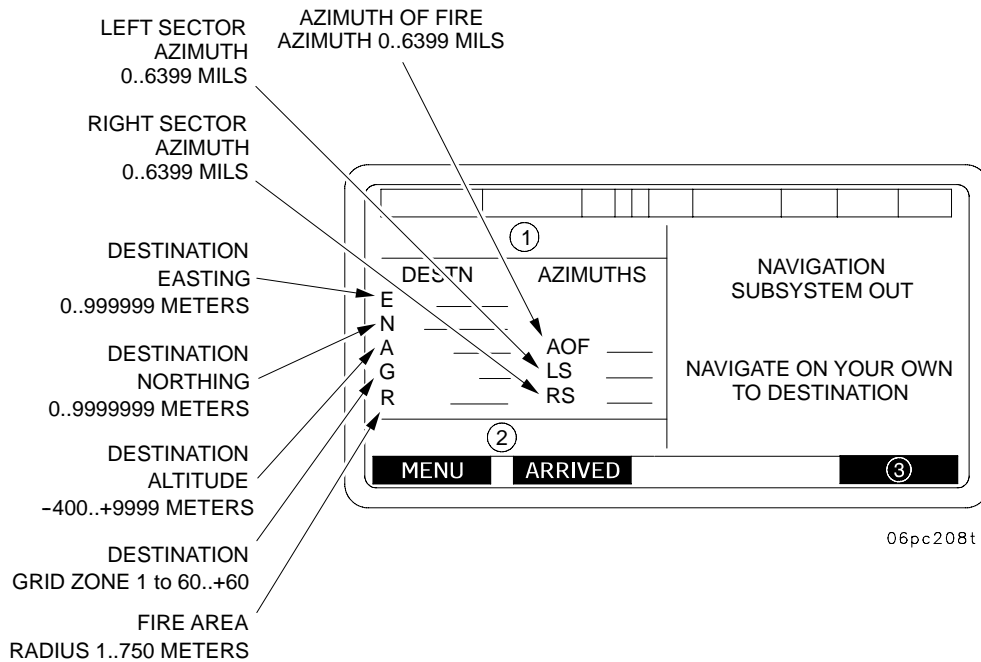 LEFT SECTOR
AZIMUTH
0..6399 MILS
AZIMUTH OF FIRE
AZIMUTH 0..6399 MILS
RIGHT SECTOR
AZIMUTH
0..6399 MILS
DESTINATION
EASTING
0..999999 METERS
DESTINATION
NORTHING
0..9999999 METERS
DESTINATION
ALTITUDE
-400..+9999 METERS
DESTINATION
GRID ZONE 1 to 60..+60
FIRE AREA
RADIUS 1..750 METERS
1
DESTN AZIMUTHS
E
N
A AOF
G LS
R RS
2
NAVIGATION
SUBSYSTEM OUT
NAVIGATE ON YOUR OWN
TO DESTINATION
MENU ARRIVED 3
06pc208t